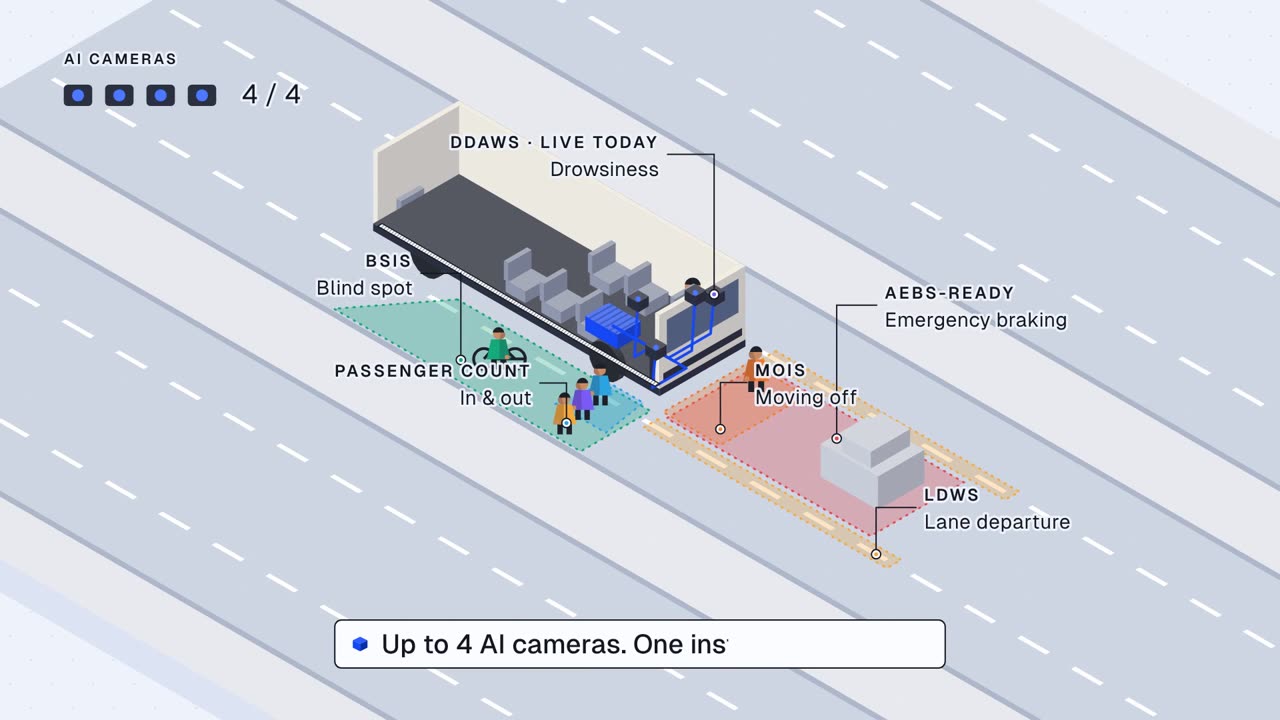 AI CAMERAS
4 / 4
DDAWS · LIVE TODAY
Drowsiness
BSIS
Blind spot
AEBS-READY
Emergency braking
PASSENGER COUNT
In & out
MOIS
Moving off
LDWS
Lane departure
Up to 4 AI cameras. One ins